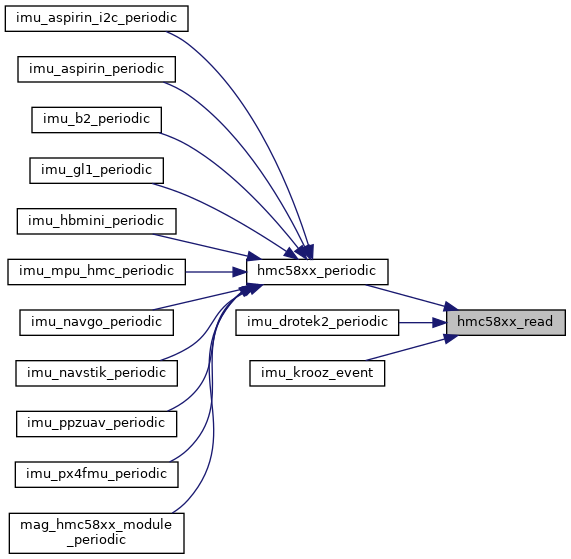 imu_aspirin_i2c_periodic
imu_aspirin_periodic
imu_b2_periodic
imu_gl1_periodic
imu_hbmini_periodic
imu_mpu_hmc_periodic
imu_navgo_periodic
imu_navstik_periodic
imu_ppzuav_periodic
imu_px4fmu_periodic
mag_hmc58xx_module
_periodic
hmc58xx_periodic
imu_drotek2_periodic
imu_krooz_event
hmc58xx_read